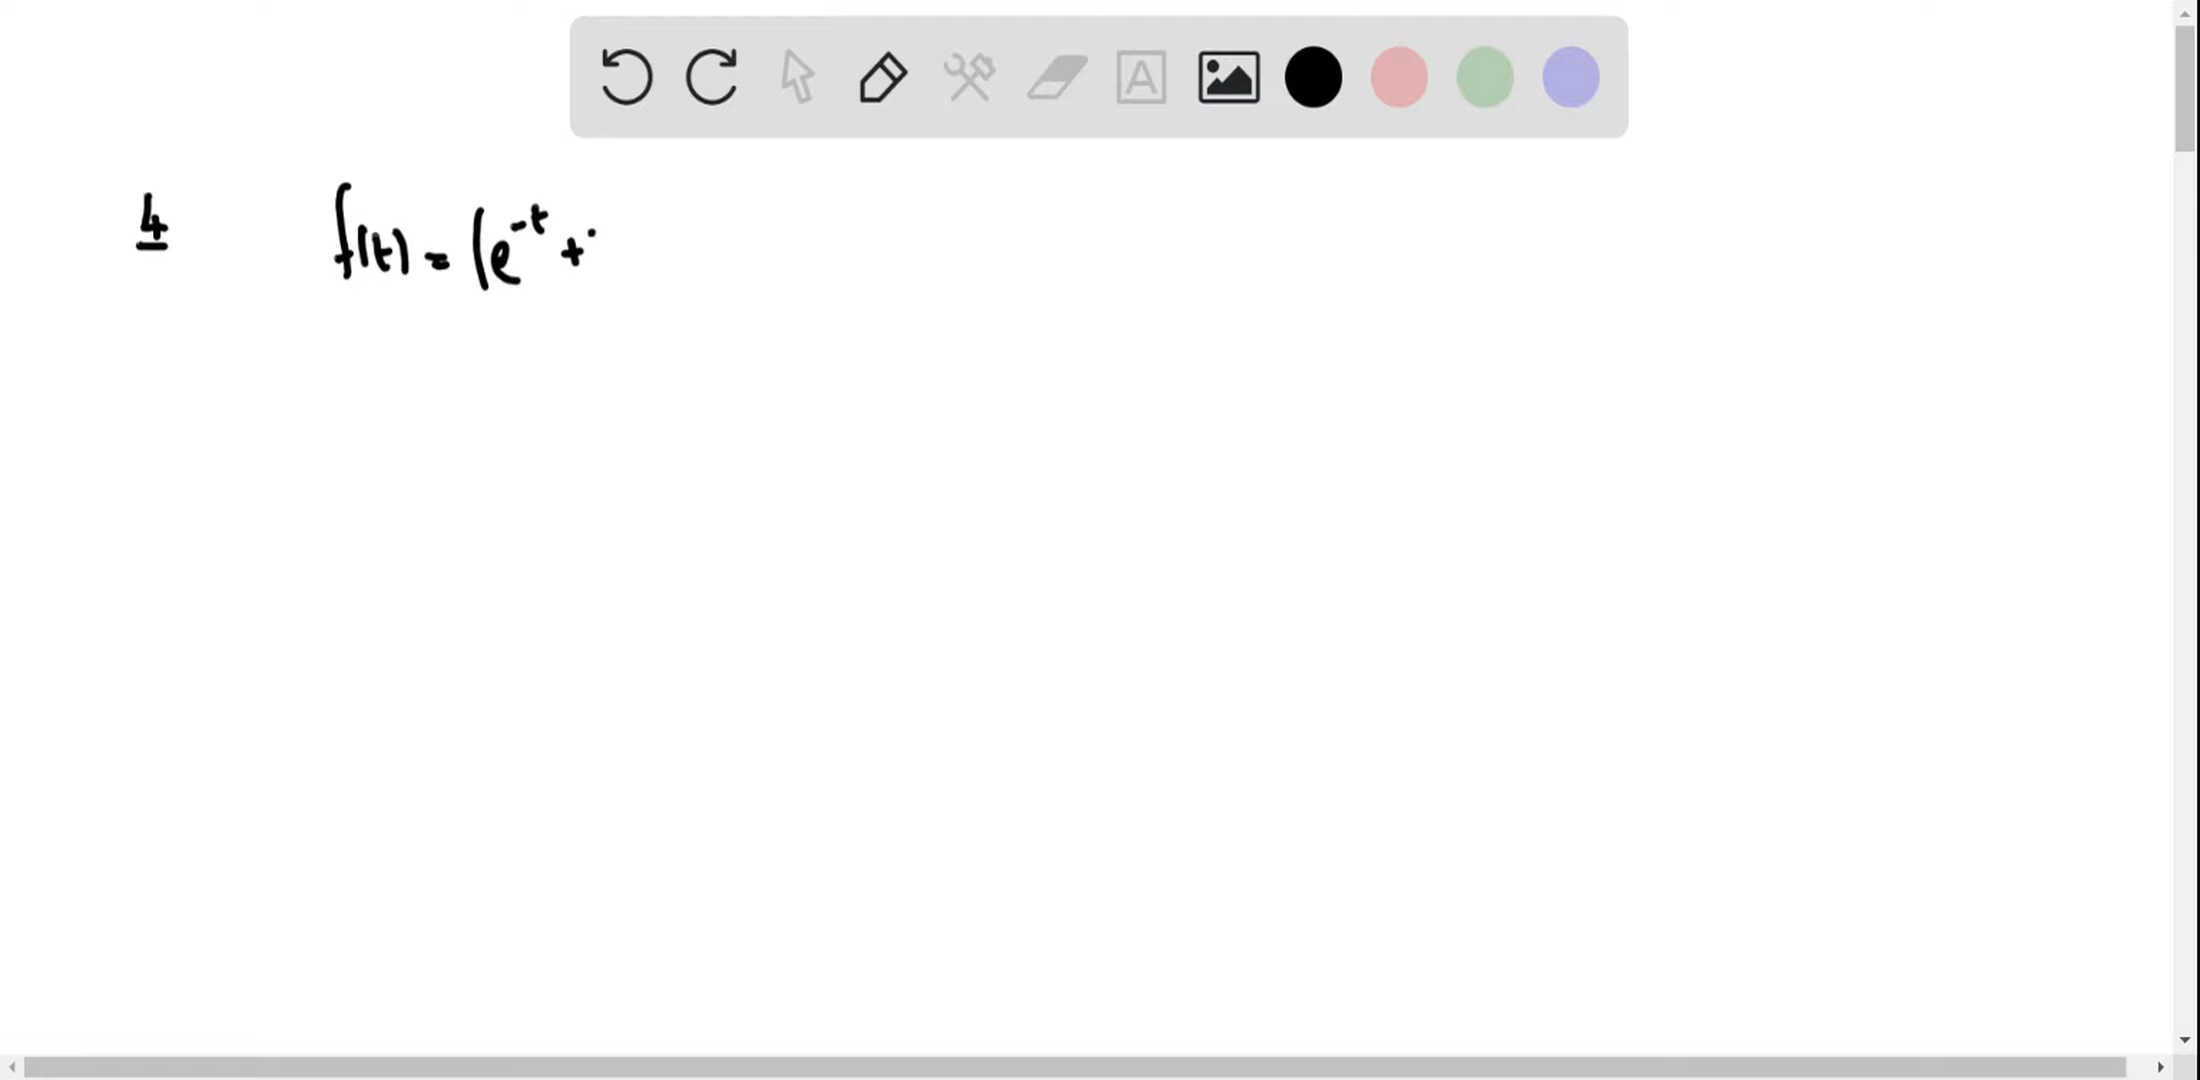 A
4 f(t) = (e^-t +